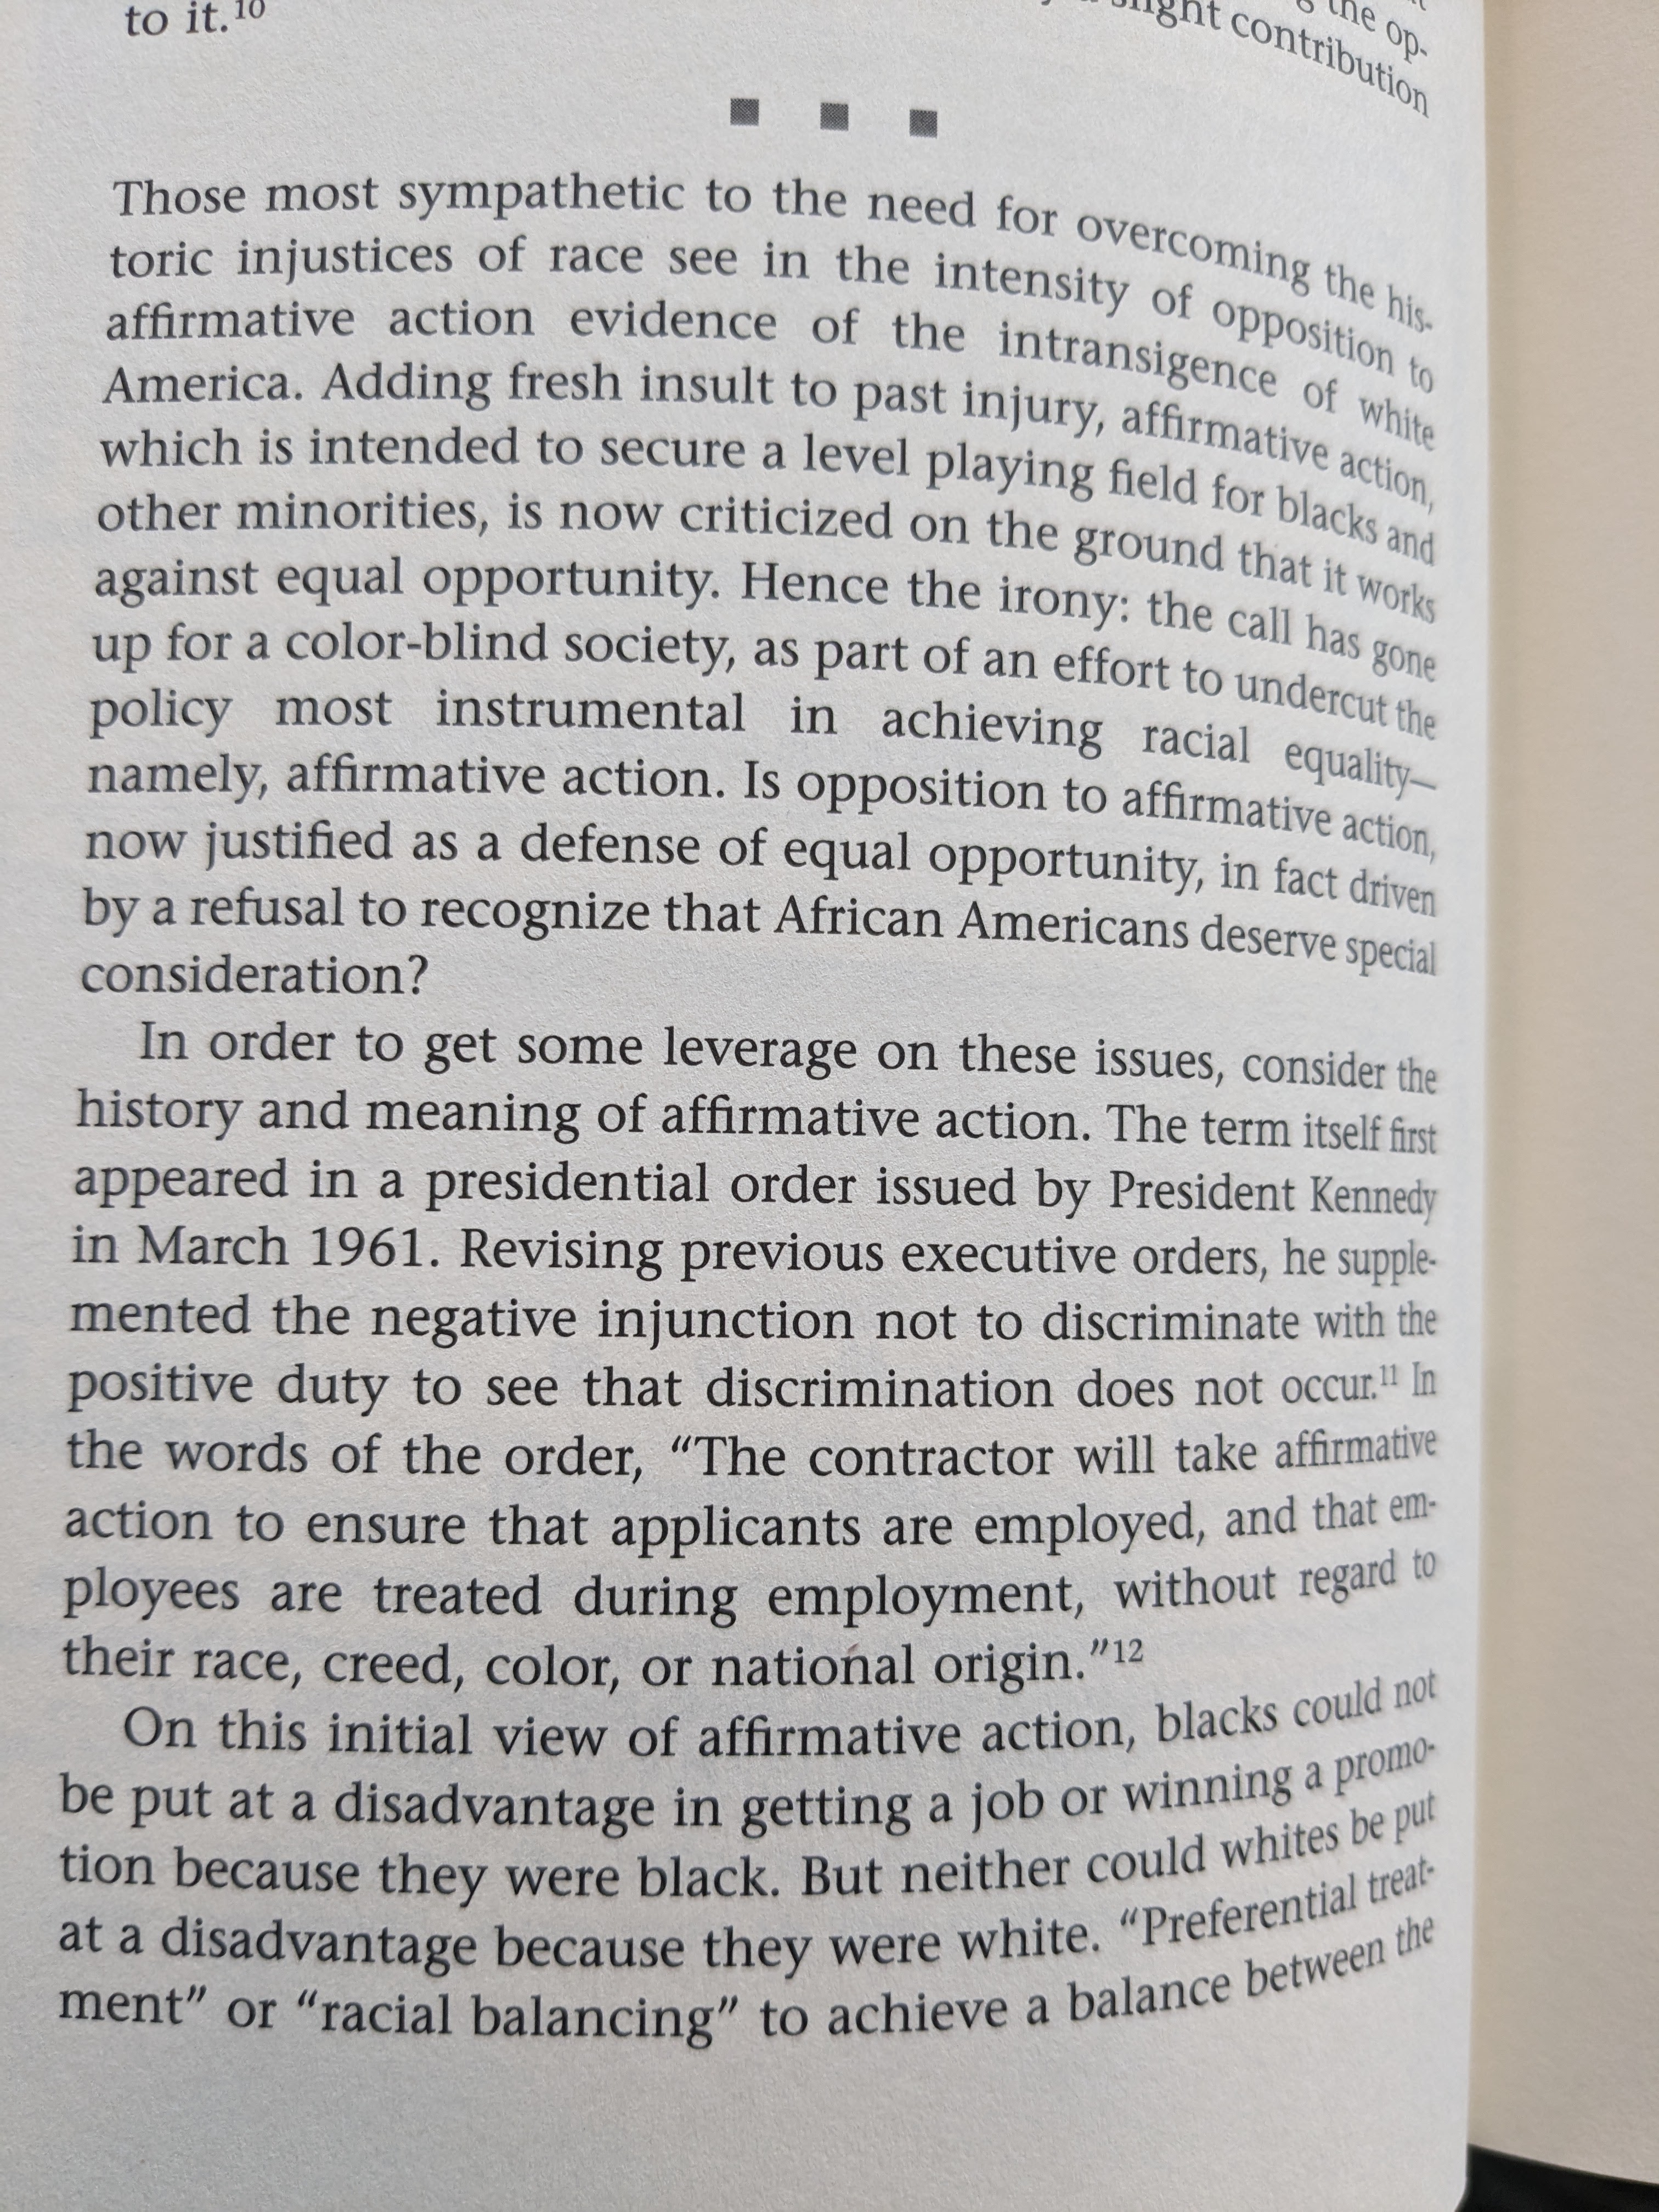 the op-
slight contribution
to it.¹⁰
Those most sympathetic to the need for overcoming the his-
toric injustices of race see in the intensity of opposition to
affirmative action evidence of the intransigence of white
America. Adding fresh insult to past injury, affirmative action,
which is intended to secure a level playing field for blacks and
other minorities, is now criticized on the ground that it works
against equal opportunity. Hence the irony: the call has gone
up for a color-blind society, as part of an effort to undercut the
policy most instrumental in achieving racial equality—
namely, affirmative action. Is opposition to affirmative action,
now justified as a defense of equal opportunity, in fact driven
by a refusal to recognize that African Americans deserve special
consideration?
In order to get some leverage on these issues, consider the
history and meaning of affirmative action. The term itself first
appeared in a presidential order issued by President Kennedy
in March 1961. Revising previous executive orders, he supple-
mented the negative injunction not to discriminate with the
positive duty to see that discrimination does not occur.¹¹ In
the words of the order, “The contractor will take affirmative
action to ensure that applicants are employed, and that em-
ployees are treated during employment, without regard to
their race, creed, color, or national origin.”¹²
On this initial view of affirmative action, blacks could not
be put at a disadvantage in getting a job or winning a promo-
tion because they were black. But neither could whites be put
at a disadvantage because they were white. “Preferential treat-
ment” or “racial balancing” to achieve a balance between the